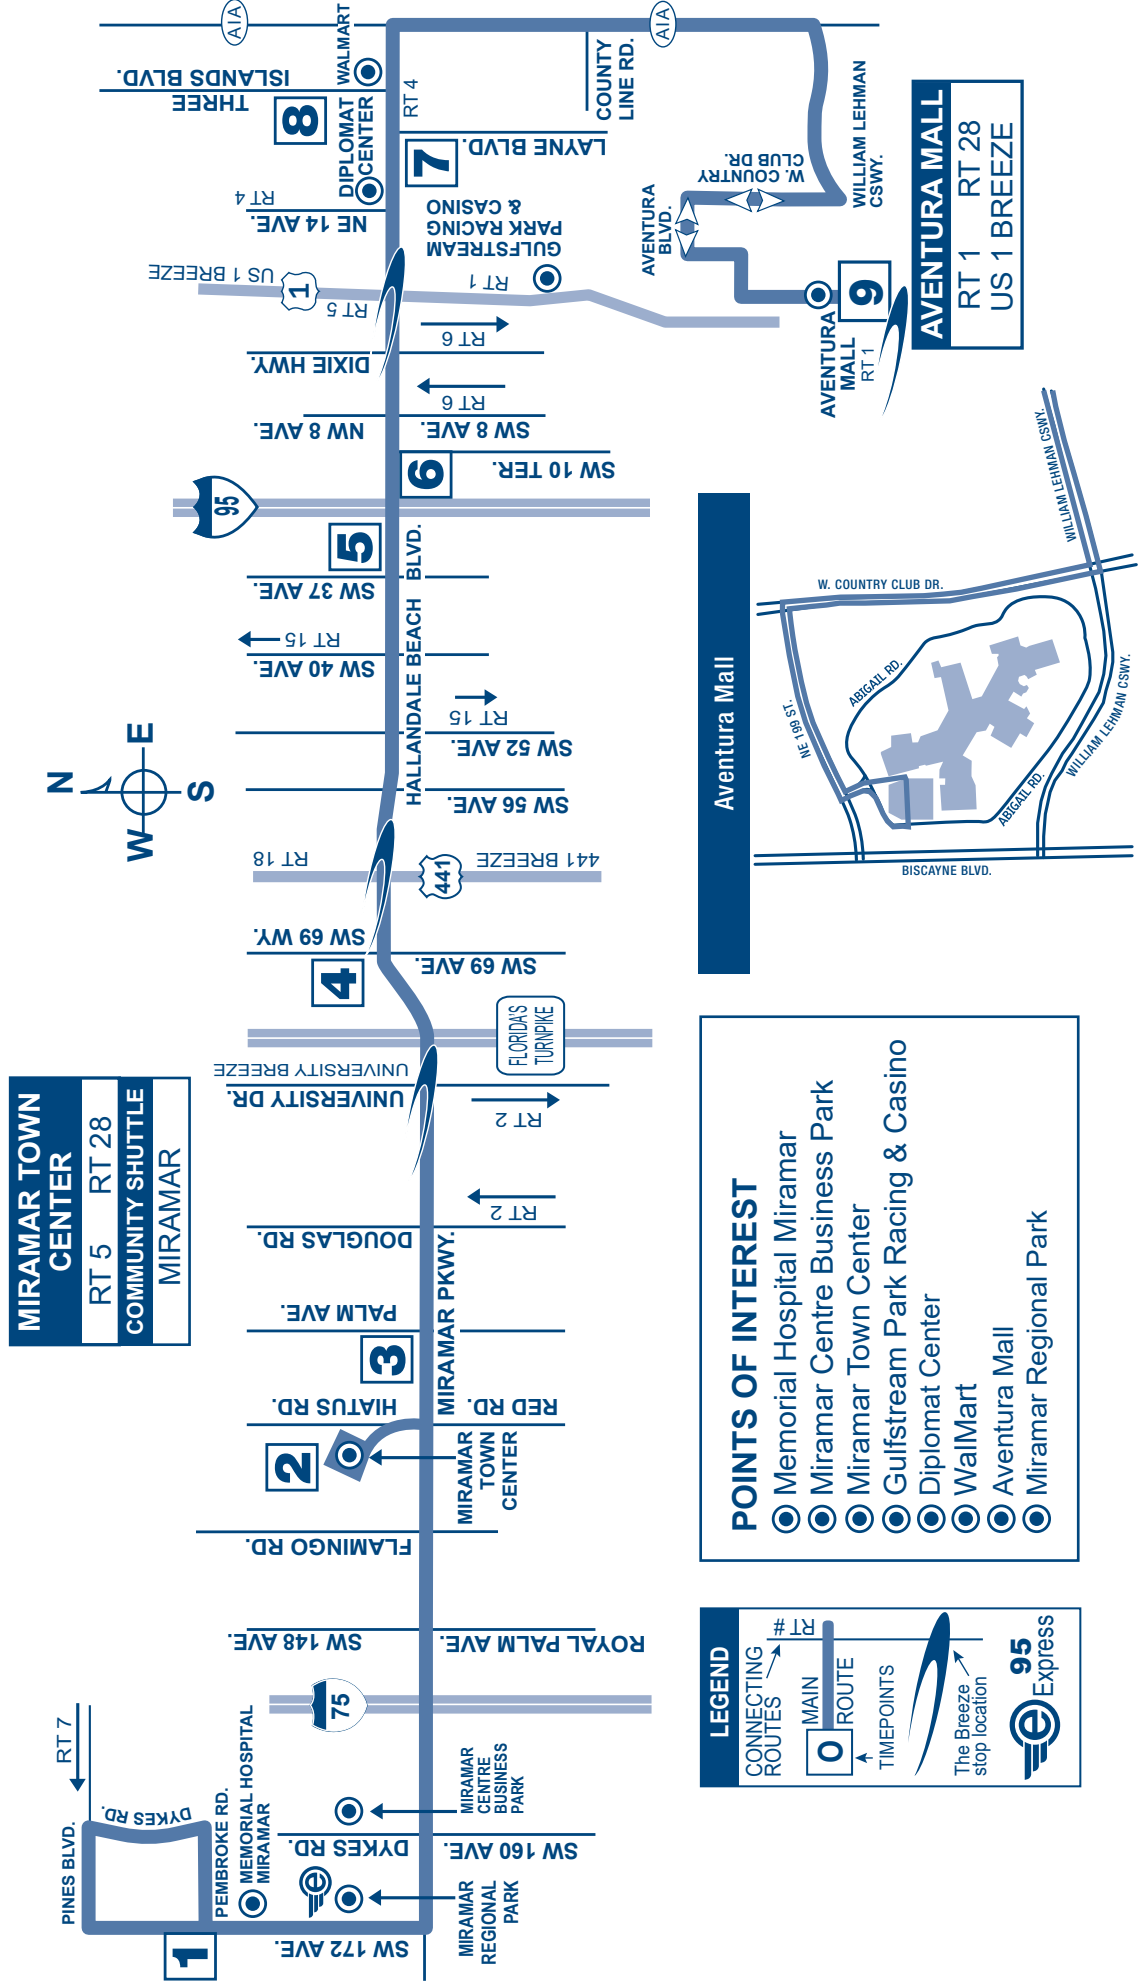 MIRAMAR TOWN
CENTER
RT 5 RT 28
COMMUNITY SHUTTLE
MIRAMAR
N
W E
S
PINES BLVD.
RT 7
DYKES RD.
PEMBROKE RD.
MEMORIAL HOSPITAL
MIRAMAR
1
SW 172 AVE.
e
MIRAMAR
REGIONAL
PARK
DYKES RD.
SW 160 AVE.
MIRAMAR
CENTRE
BUSINESS
PARK
75
SW 148 AVE.
ROYAL PALM AVE.
FLAMINGO RD.
2
MIRAMAR
TOWN
CENTER
HIATUS RD.
RED RD.
3
MIRAMAR PKWY.
PALM AVE.
DOUGLAS RD.
RT 2
RT 2
UNIVERSITY DR.
UNIVERSITY BREEZE
FLORIDA'S
TURNPIKE
4
SW 69 WY.
SW 69 AVE.
RT 18
441 BREEZE
441
SW 56 AVE.
SW 52 AVE.
RT 15
HALLANDALE BEACH BLVD.
SW 40 AVE.
RT 15
SW 37 AVE.
5
95
6
SW 10 TER.
NW 8 AVE.
SW 8 AVE.
RT 6
RT 6
DIXIE HWY.
US 1 BREEZE
1
RT 5
RT 1
GULFSTREAM
PARK RACING
& CASINO
NE 14 AVE.
RT 4
DIPLOMAT
CENTER
7
LAYNE BLVD.
8
THREE
ISLANDS BLVD.
WALMART
RT 4
A1A
A1A
COUNTY
LINE RD.
WILLIAM LEHMAN
CSWY.
W. COUNTRY
CLUB DR.
AVENTURA
BLVD.
9
AVENTURA
MALL
RT 1
AVENTURA MALL
RT 1 RT 28
US 1 BREEZE
Aventura Mall
W. COUNTRY CLUB DR.
WILLIAM LEHMAN CSWY.
NE 199 ST.
ABIGAIL RD.
ABIGAIL RD.
WILLIAM LEHMAN CSWY.
BISCAYNE BLVD.
POINTS OF INTEREST
Memorial Hospital Miramar
Miramar Centre Business Park
Miramar Town Center
Gulfstream Park Racing & Casino
Diplomat Center
WalMart
Aventura Mall
Miramar Regional Park
LEGEND
CONNECTING
ROUTES
RT #
0
MAIN
ROUTE
TIMEPOINTS
The Breeze
stop location
e
95
Express